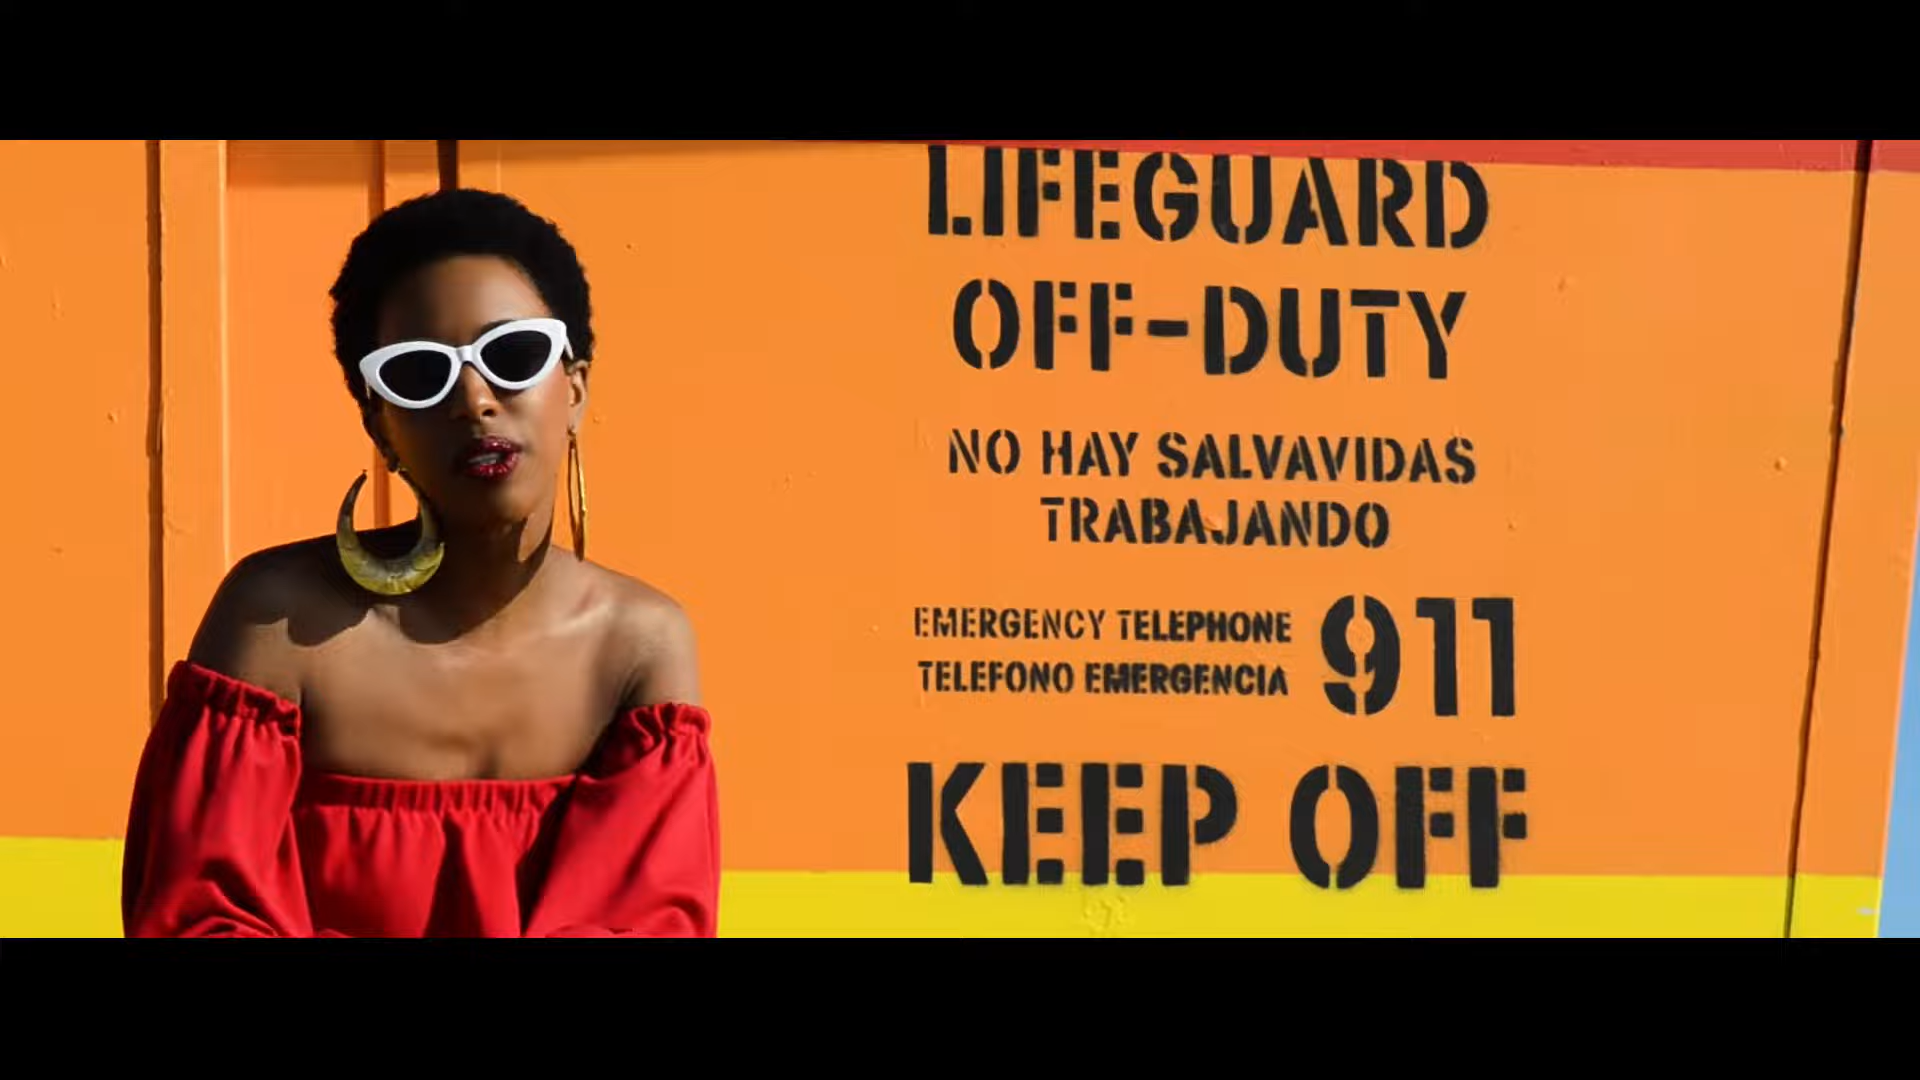 LIFEGUARD
OFF-DUTY
NO HAY SALVAVIDAS
TRABAJANDO
EMERGENCY TELEPHONE 911
TELEFONO EMERGENCIA
KEEP OFF